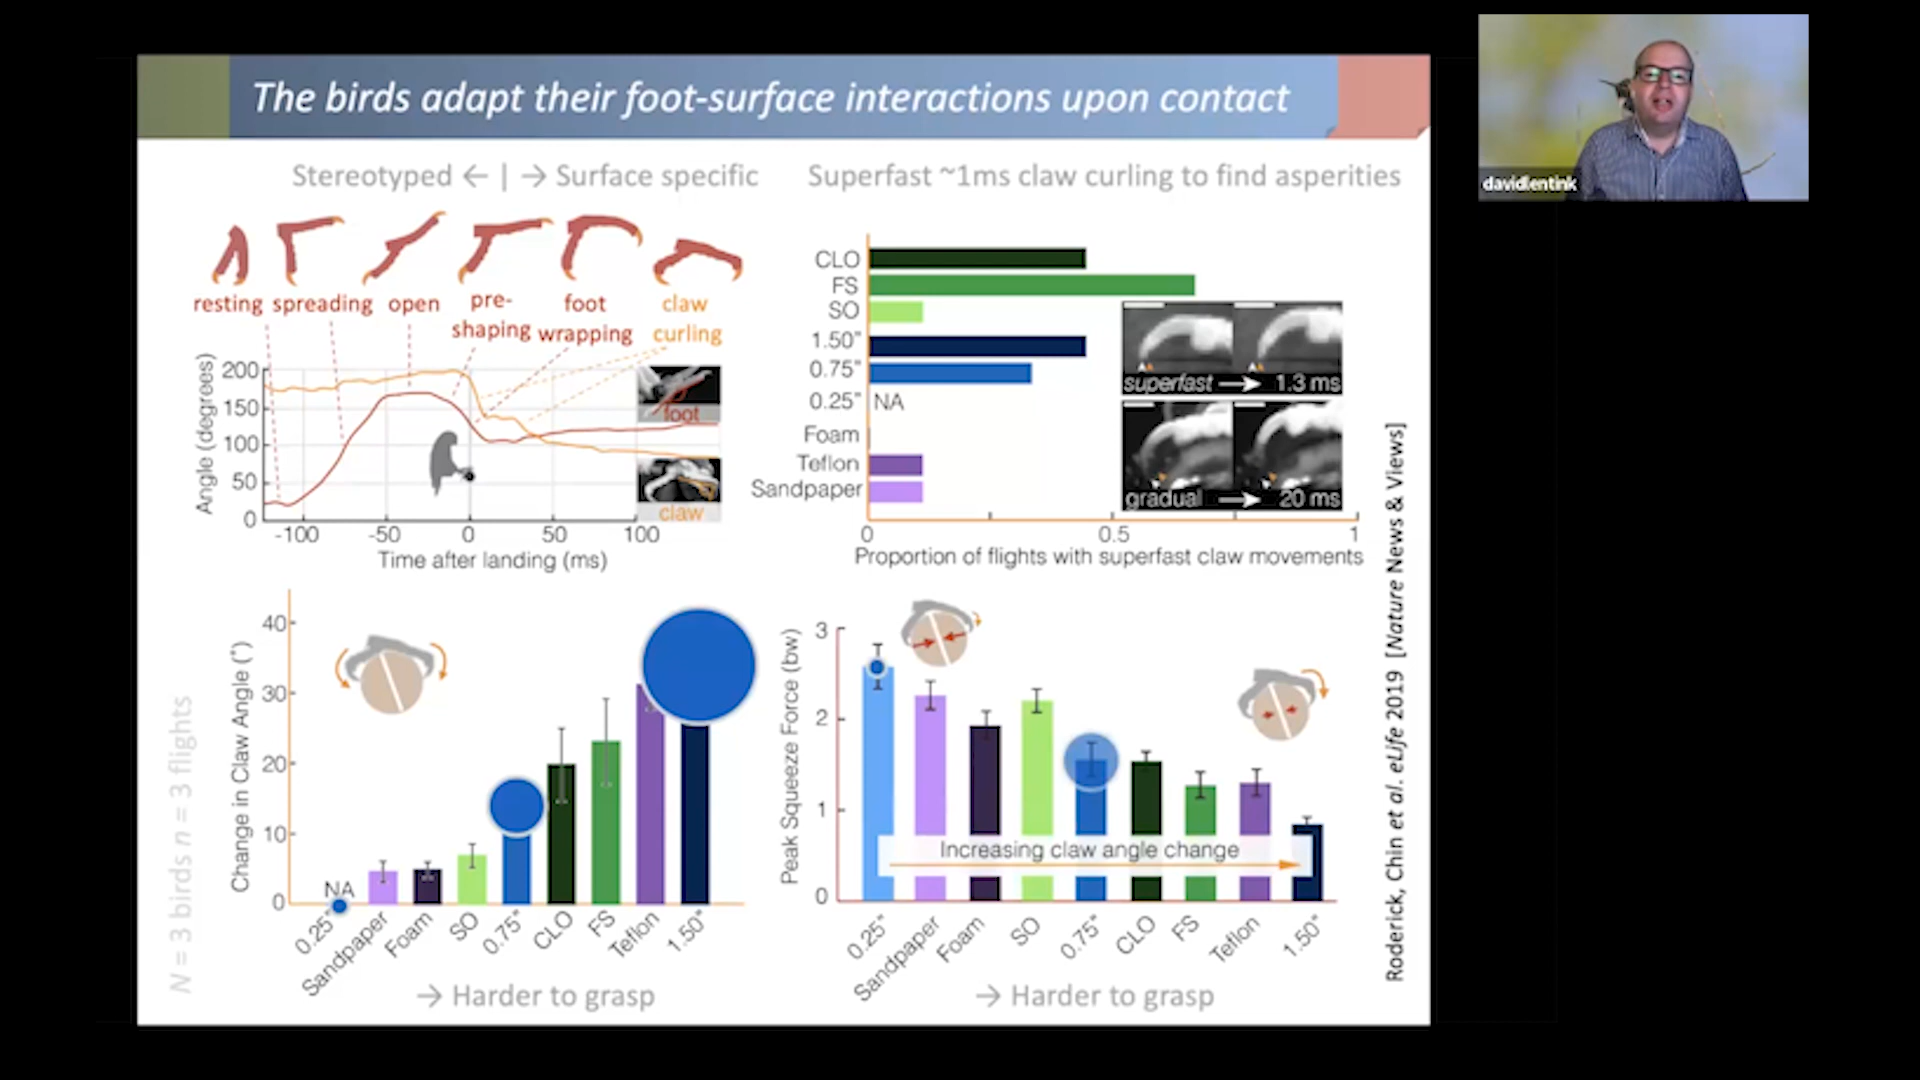 The birds adapt their foot-surface interactions upon contact
davidlentink
Stereotyped ← | → Surface specific
resting spreading open pre-shaping foot wrapping claw curling
Angle (degrees)
200
150
100
50
0
foot
claw
-100 -50 0 50 100
Time after landing (ms)
Superfast ~1ms claw curling to find asperities
CLO
FS
SO
1.50"
0.75"
0.25" NA
Foam
Teflon
Sandpaper
superfast → 1.3 ms
gradual → 20 ms
0 0.5 1
Proportion of flights with superfast claw movements
Change in Claw Angle (°)
40
30
20
10
0
NA
0.25" Sandpaper Foam SO 0.75" CLO FS Teflon 1.50"
→ Harder to grasp
Peak Squeeze Force (bw)
3
2
1
0
Increasing claw angle change
0.25" Sandpaper Foam SO 0.75" CLO FS Teflon 1.50"
→ Harder to grasp
N = 3 birds n = 3 flights
Roderick, Chin et al. eLife 2019 [Nature News & Views]